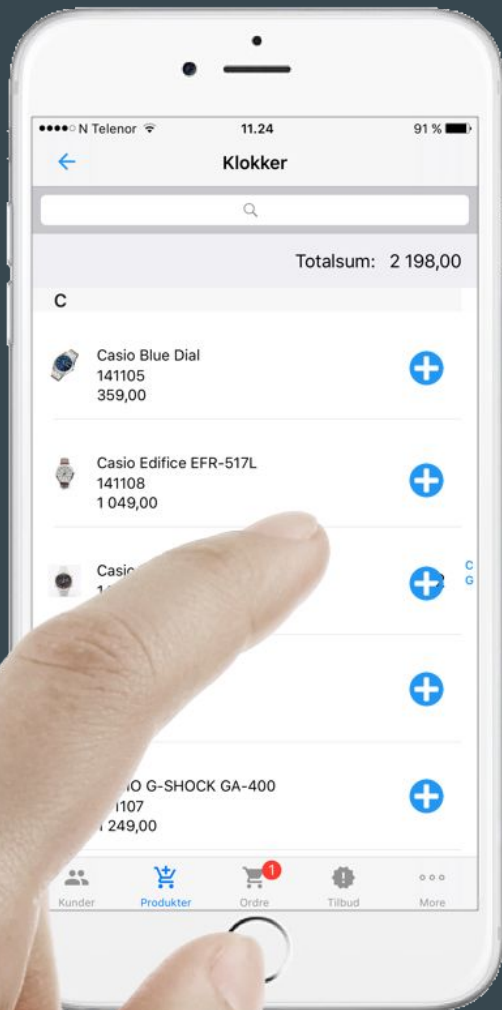 N Telenor 11.24 91 %
Klokker
Totalsum: 2 198,00
C
Casio Blue Dial
141105
359,00
Casio Edifice EFR-517L
141108
1 049,00
C
G
G-SHOCK GA-400
249,00
1
Kunder Produkter Ordre Tilbud More